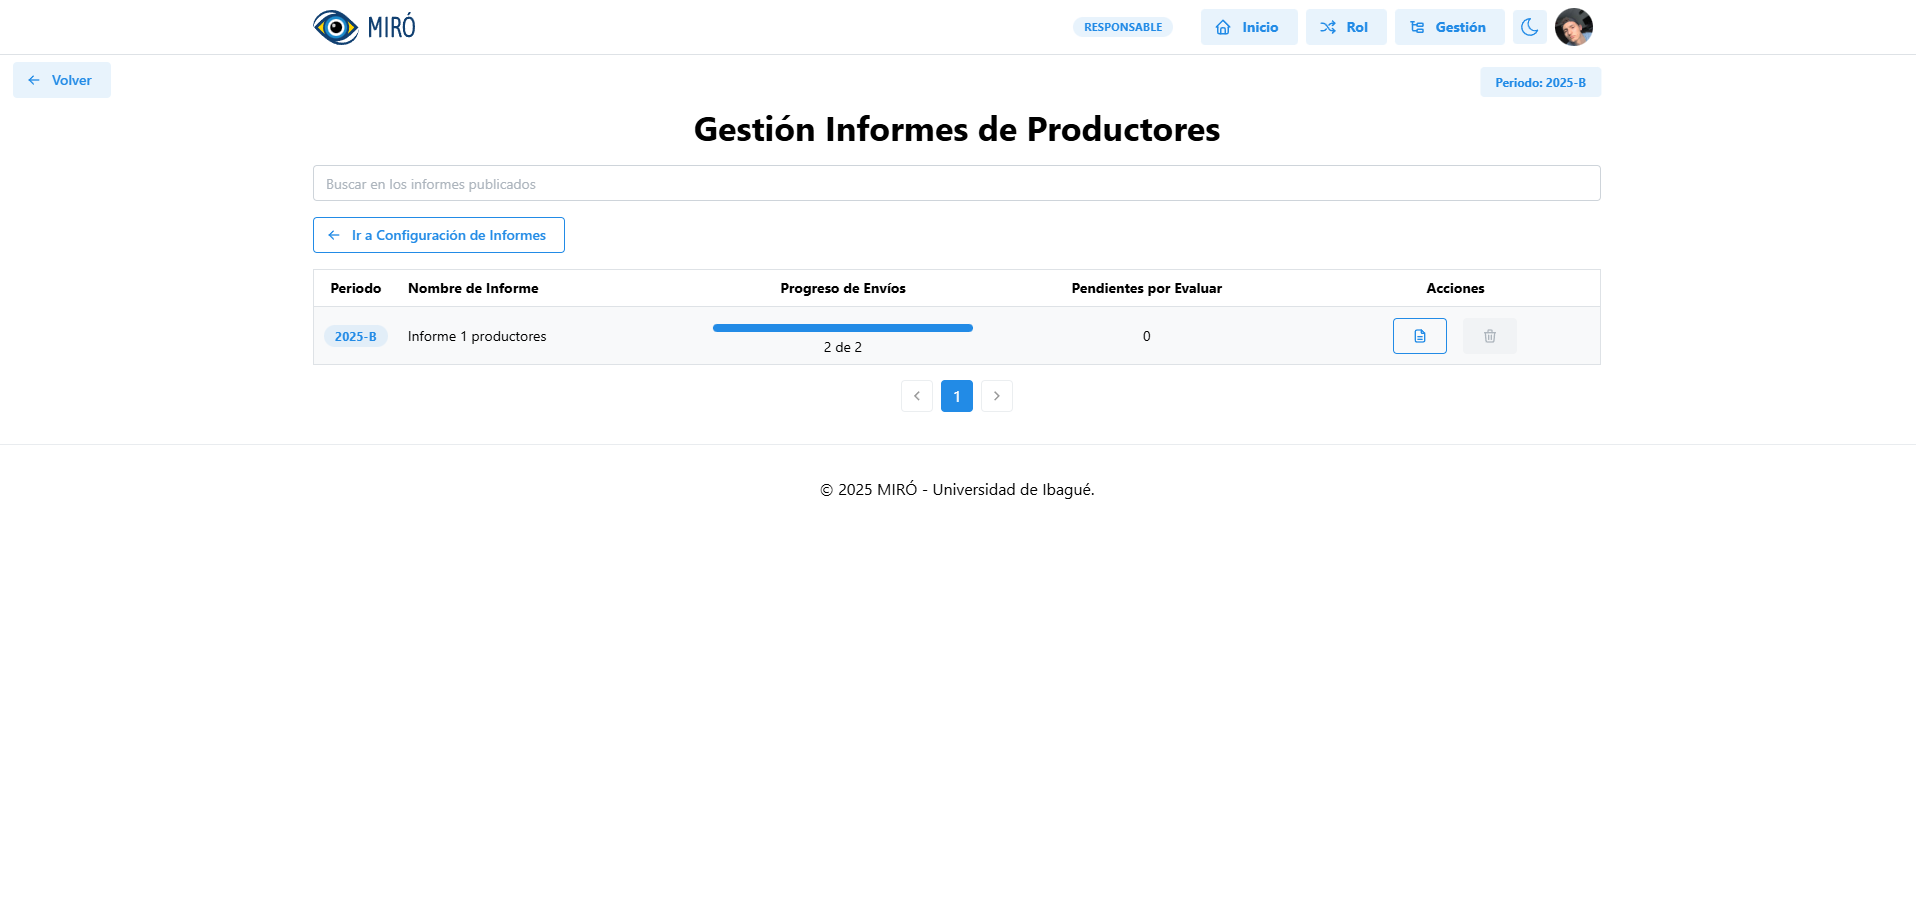 MIRÓ
RESPONSABLE
Inicio
Rol
Gestión
Volver
Periodo: 2025-B
Gestión Informes de Productores
Buscar en los informes publicados
Ir a Configuración de Informes
Periodo Nombre de Informe Progreso de Envíos Pendientes por Evaluar Acciones
2025-B Informe 1 productores 2 de 2 0
1
© 2025 MIRÓ - Universidad de Ibagué.